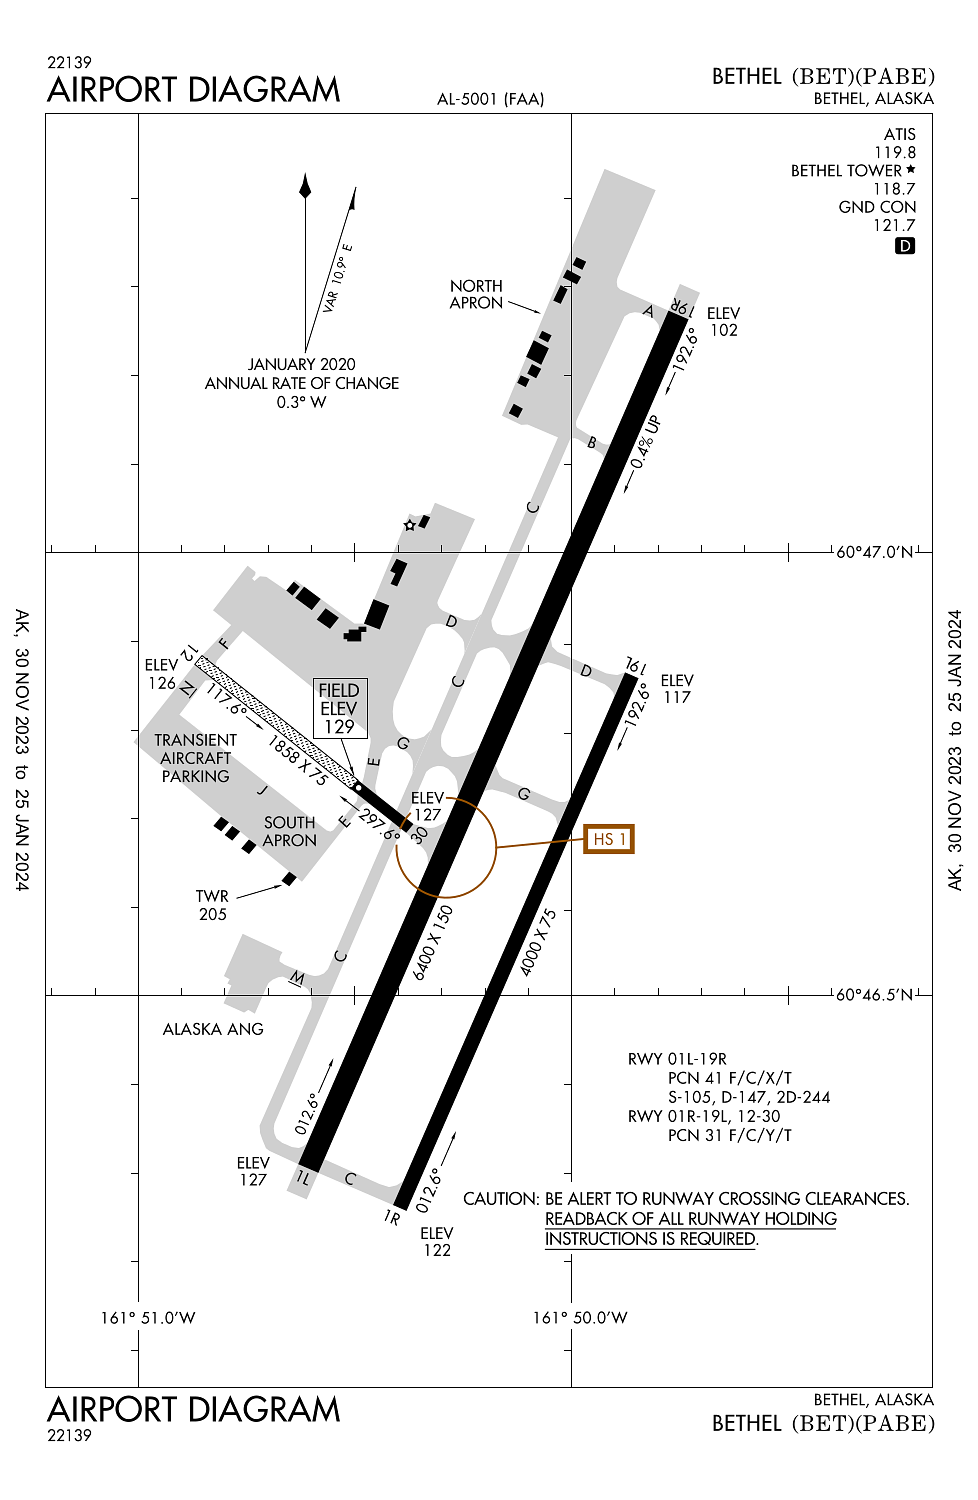 22139
AIRPORT DIAGRAM
AL-5001 (FAA)
BETHEL (BET)(PABE)
BETHEL, ALASKA
ATIS
119.8
BETHEL TOWER ★
118.7
GND CON
121.7
D
VAR 10.9° E
JANUARY 2020
ANNUAL RATE OF CHANGE
0.3° W
NORTH
APRON
A
19R
ELEV
102
192.6°
0.4% UP
B
C
60°47.0'N
D
F
12
ELEV
126
N
117.6°
FIELD
ELEV
129
C
D
19L
ELEV
117
192.6°
TRANSIENT
AIRCRAFT
PARKING
1858 X 75
G
E
J
SOUTH
APRON
E
297.6°
30
ELEV
127
G
HS 1
TWR
205
6400 X 150
4000 X 75
C
M
60°46.5'N
ALASKA ANG
RWY 01L-19R
PCN 41 F/C/X/T
S-105, D-147, 2D-244
RWY 01R-19L, 12-30
PCN 31 F/C/Y/T
012.6°
ELEV
127
1L
C
012.6°
1R
ELEV
122
CAUTION: BE ALERT TO RUNWAY CROSSING CLEARANCES.
READBACK OF ALL RUNWAY HOLDING
INSTRUCTIONS IS REQUIRED.
161° 51.0'W
161° 50.0'W
AK, 30 NOV 2023 to 25 JAN 2024
AK, 30 NOV 2023 to 25 JAN 2024
AIRPORT DIAGRAM
22139
BETHEL, ALASKA
BETHEL (BET)(PABE)